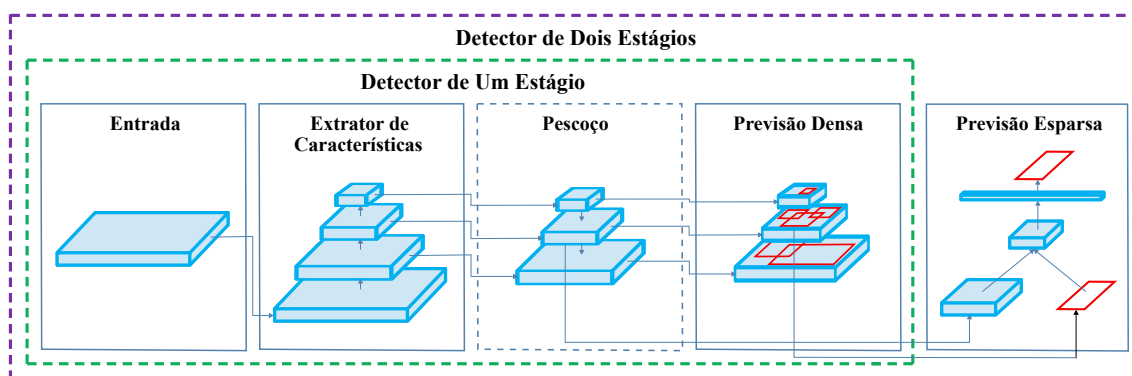 Detector de Dois Estágios
Detector de Um Estágio
Entrada
Extrator de
Características
Pescoço
Previsão Densa
Previsão Esparsa